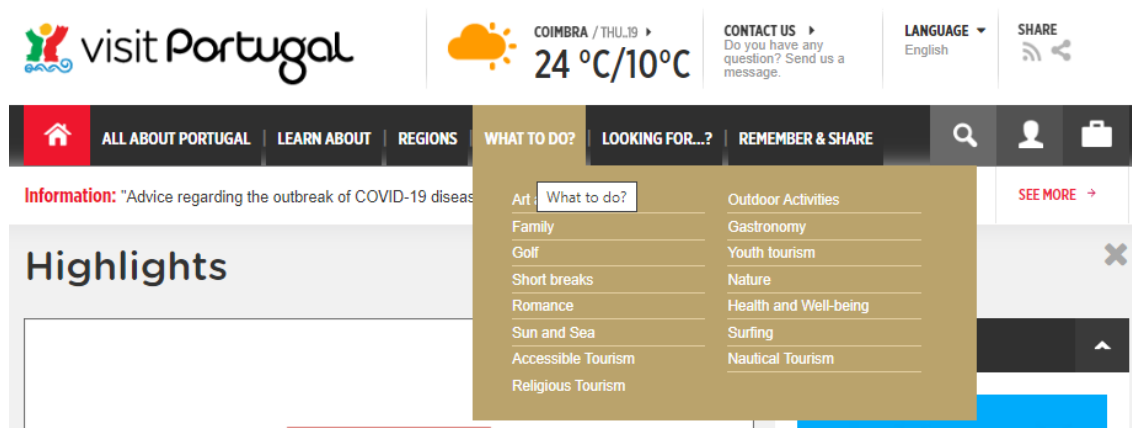 visit Portugal
COIMBRA / THU..19
24 ºC/10ºC
CONTACT US
Do you have any
question? Send us a
message.
LANGUAGE
English
SHARE
ALL ABOUT PORTUGAL
LEARN ABOUT
REGIONS
WHAT TO DO?
LOOKING FOR...?
REMEMBER & SHARE
Information: "Advice regarding the outbreak of COVID-19
SEE MORE
Art
What to do?
Family
Golf
Short breaks
Romance
Sun and Sea
Accessible Tourism
Religious Tourism
Outdoor Activities
Gastronomy
Youth tourism
Nature
Health and Well-being
Surfing
Nautical Tourism
Highlights